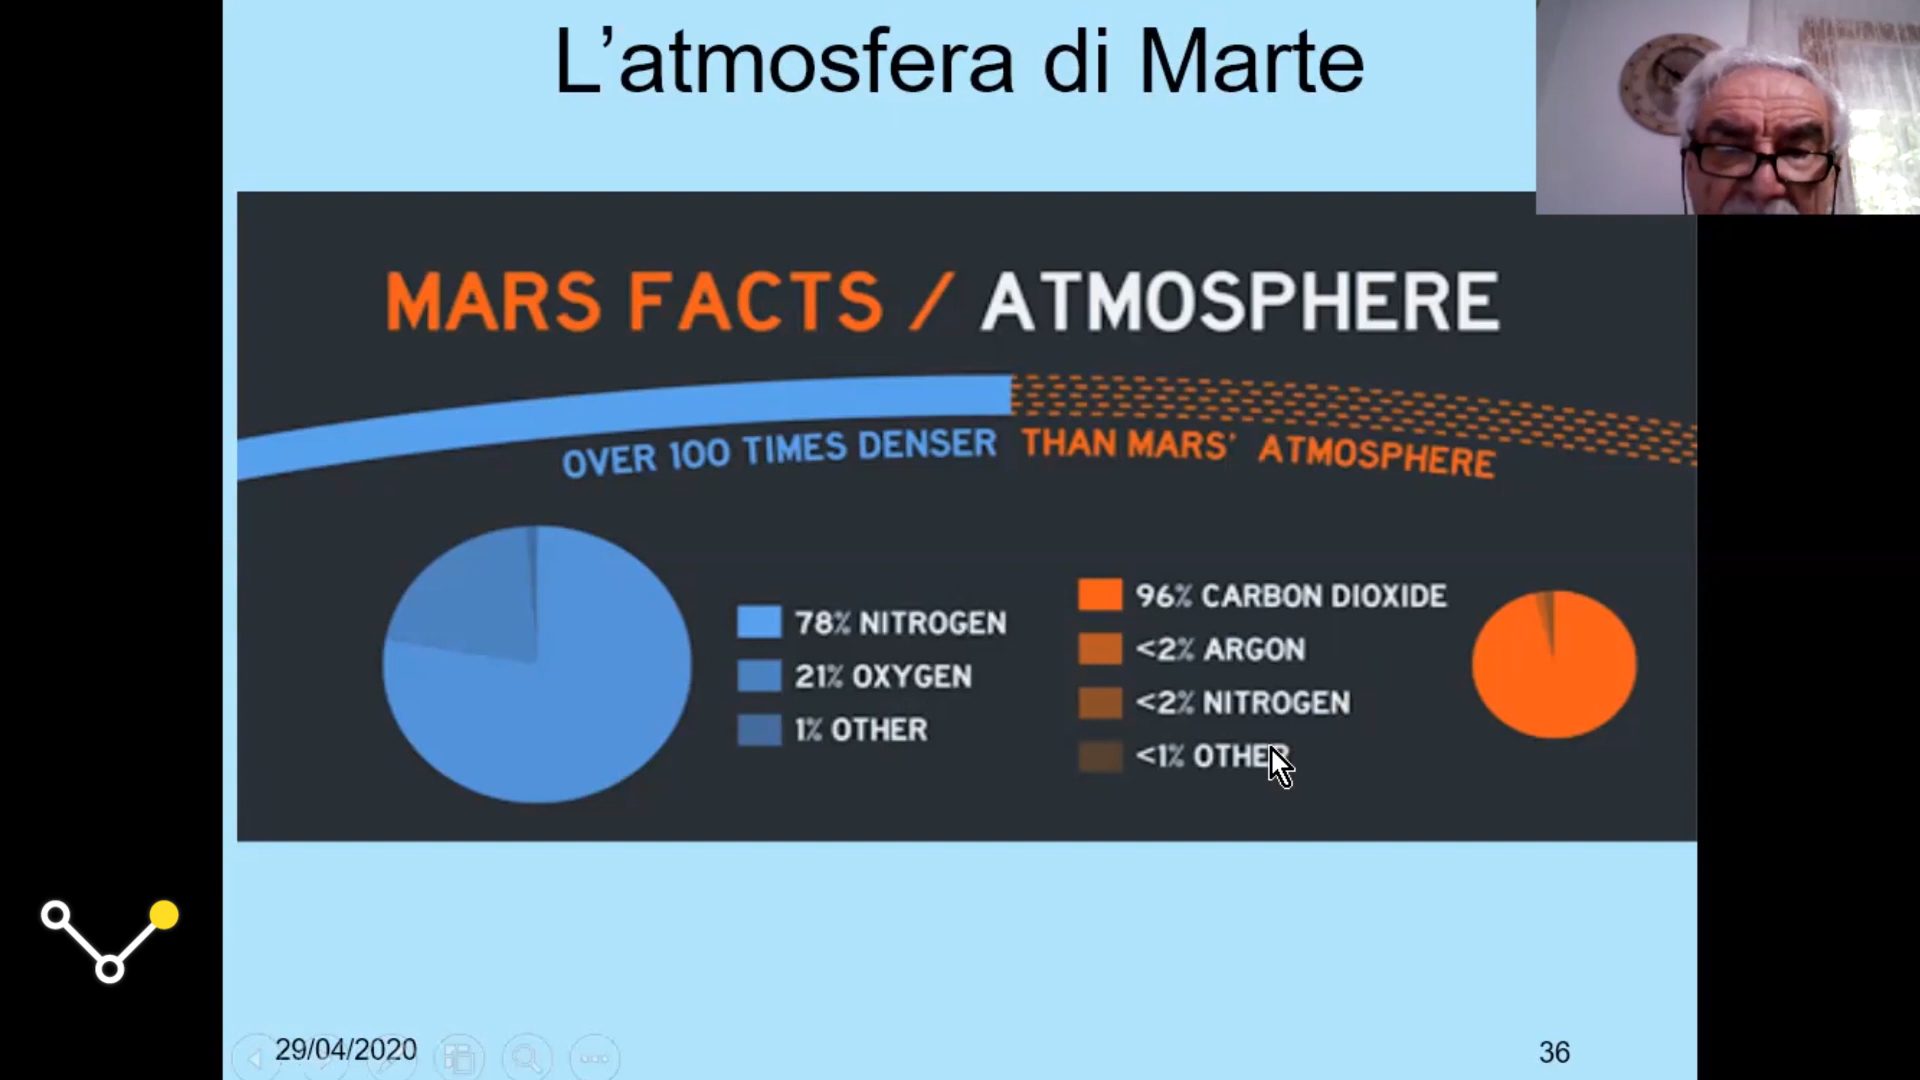 L’atmosfera di Marte
MARS FACTS / ATMOSPHERE
OVER 100 TIMES DENSER THAN MARS' ATMOSPHERE
78% NITROGEN
21% OXYGEN
1% OTHER
96% CARBON DIOXIDE
<2% ARGON
<2% NITROGEN
<1% OTHER
29/04/2020
36